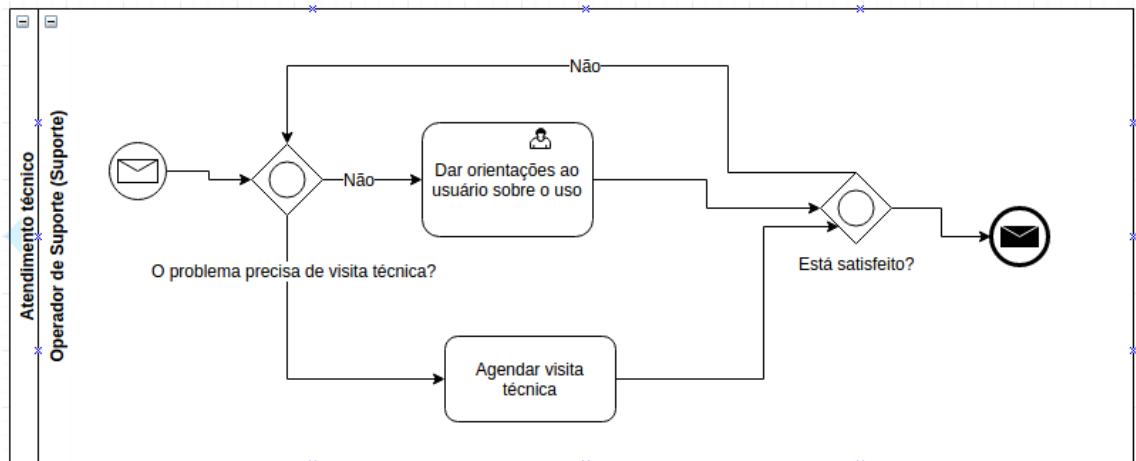 Atendimento técnico
Operador de Suporte (Suporte)
Não
Não
Dar orientações ao
usuário sobre o uso
O problema precisa de visita técnica?
Está satisfeito?
Agendar visita
técnica